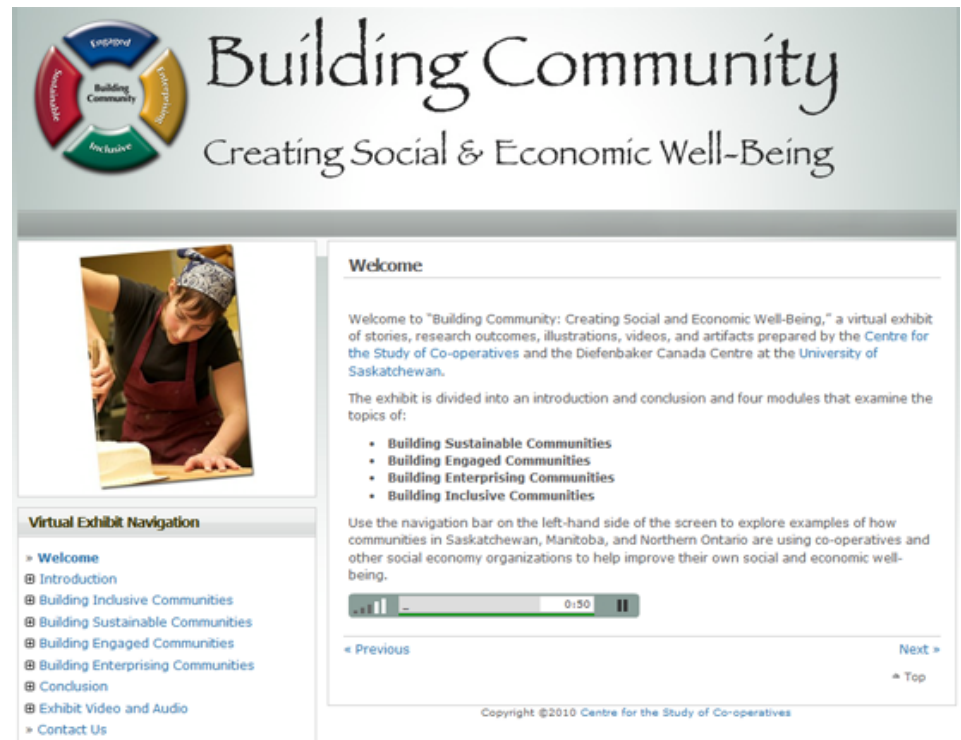 Engaged
Sustainable
Building
Community
Enterprising
Inclusive
Building Community
Creating Social & Economic Well-Being
Welcome
Welcome to "Building Community: Creating Social and Economic Well-Being," a virtual exhibit
of stories, research outcomes, illustrations, videos, and artifacts prepared by the Centre for
the Study of Co-operatives and the Diefenbaker Canada Centre at the University of
Saskatchewan.
The exhibit is divided into an introduction and conclusion and four modules that examine the
topics of:
• Building Sustainable Communities
• Building Engaged Communities
• Building Enterprising Communities
• Building Inclusive Communities
Use the navigation bar on the left-hand side of the screen to explore examples of how
communities in Saskatchewan, Manitoba, and Northern Ontario are using co-operatives and
other social economy organizations to help improve their own social and economic well-
being.
0:50
« Previous
Next »
Top
Virtual Exhibit Navigation
» Welcome
Introduction
Building Inclusive Communities
Building Sustainable Communities
Building Engaged Communities
Building Enterprising Communities
Conclusion
Exhibit Video and Audio
» Contact Us
Copyright ©2010 Centre for the Study of Co-operatives